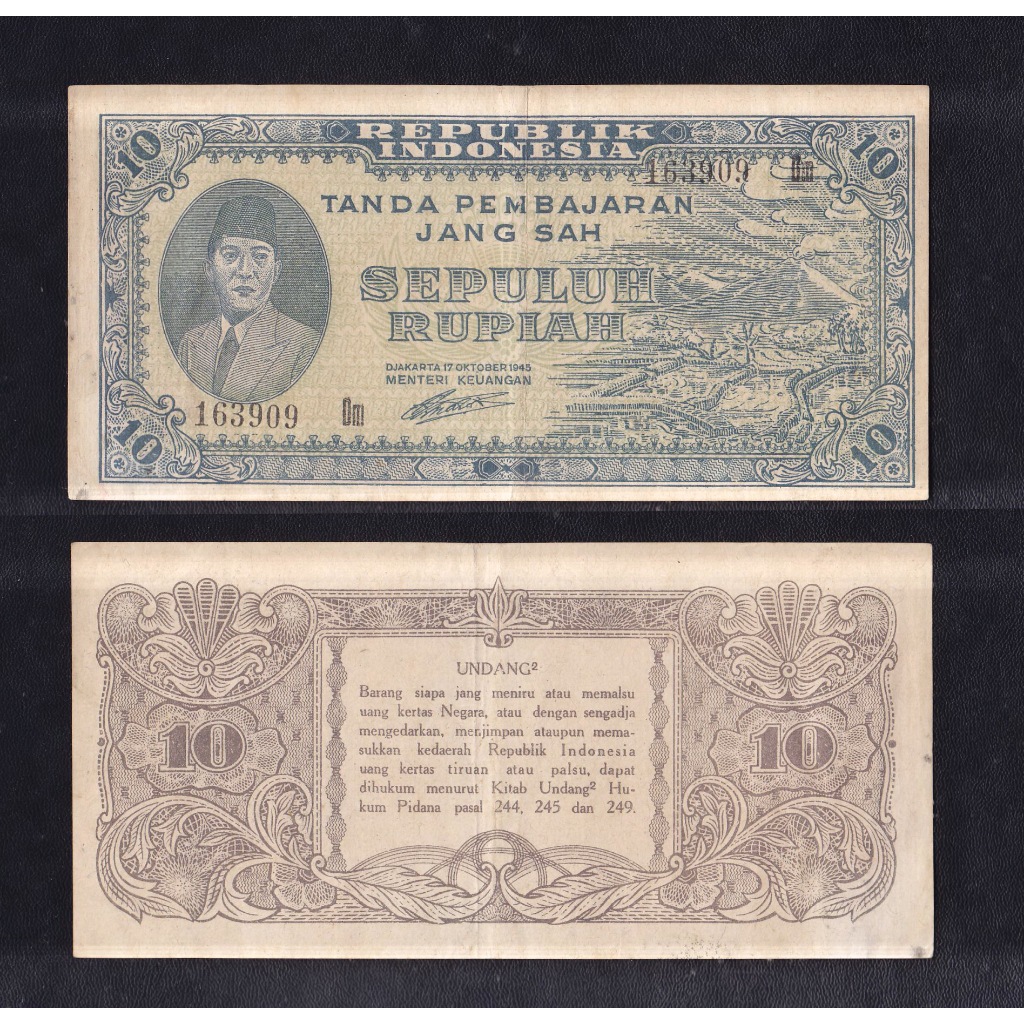 10
REPUBLIK
INDONESIA
10
163909 Om
TANDA PEMBAJARAN
JANG SAH
SEPULUH
RUPIAH
DJAKARTA 17 OKTOBER 1945
MENTERI KEUANGAN
163909 Om
10
10
UNDANG²
Barang siapa jang meniru atau memalsu
uang kertas Negara, atau dengan sengadja
mengedarkan, menjimpan ataupun mema-
sukkan kedaerah Republik Indonesia
uang kertas tiruan atau palsu, dapat
dihukum menurut Kitab Undang² Hu-
kum Pidana pasal 244, 245 dan 249.
10
10